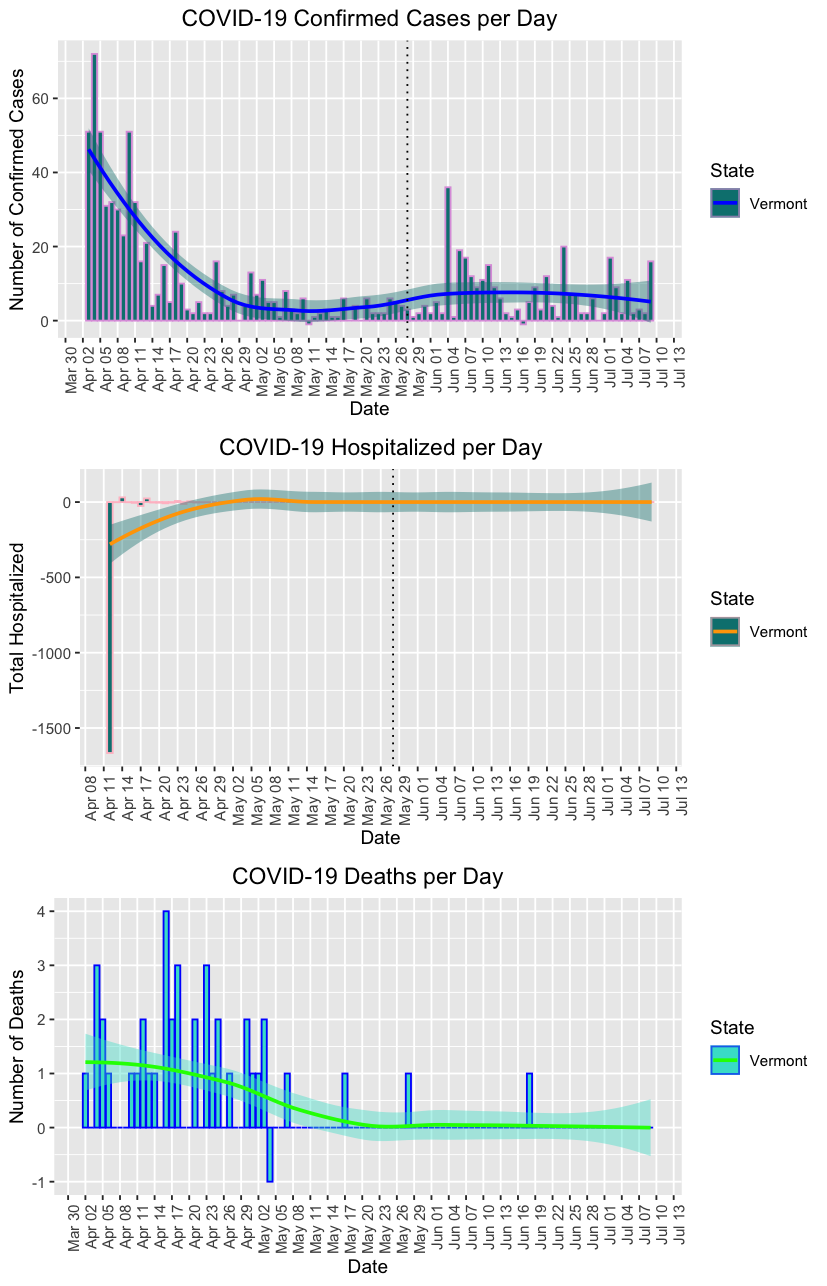 COVID-19 Confirmed Cases per Day
Number of Confirmed Cases
60
40
20
0
Mar 30
Apr 02
Apr 05
Apr 08
Apr 11
Apr 14
Apr 17
Apr 20
Apr 23
Apr 26
Apr 29
May 02
May 05
May 08
May 11
May 14
May 17
May 20
May 23
May 26
May 29
Jun 01
Jun 04
Jun 07
Jun 10
Jun 13
Jun 16
Jun 19
Jun 22
Jun 25
Jun 28
Jul 01
Jul 04
Jul 07
Jul 10
Jul 13
Date
State
Vermont
COVID-19 Hospitalized per Day
Total Hospitalized
0
-500
-1000
-1500
Apr 08
Apr 11
Apr 14
Apr 17
Apr 20
Apr 23
Apr 26
Apr 29
May 02
May 05
May 08
May 11
May 14
May 17
May 20
May 23
May 26
May 29
Jun 01
Jun 04
Jun 07
Jun 10
Jun 13
Jun 16
Jun 19
Jun 22
Jun 25
Jun 28
Jul 01
Jul 04
Jul 07
Jul 10
Jul 13
Date
State
Vermont
COVID-19 Deaths per Day
Number of Deaths
4
3
2
1
0
-1
Mar 30
Apr 02
Apr 05
Apr 08
Apr 11
Apr 14
Apr 17
Apr 20
Apr 23
Apr 26
Apr 29
May 02
May 05
May 08
May 11
May 14
May 17
May 20
May 23
May 26
May 29
Jun 01
Jun 04
Jun 07
Jun 10
Jun 13
Jun 16
Jun 19
Jun 22
Jun 25
Jun 28
Jul 01
Jul 04
Jul 07
Jul 10
Jul 13
Date
State
Vermont